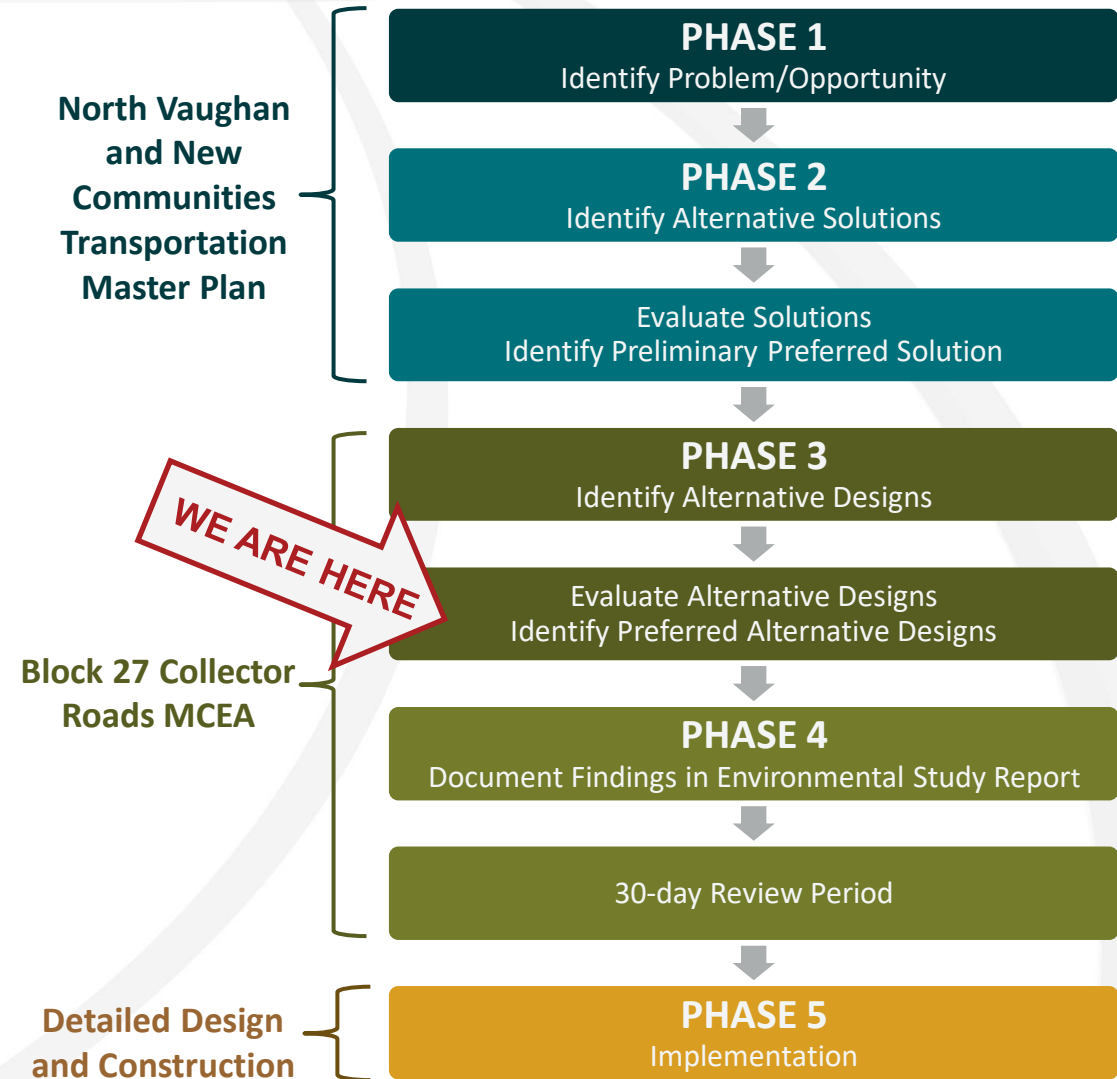 North Vaughan
and New
Communities
Transportation
Master Plan
PHASE 1
Identify Problem/Opportunity
PHASE 2
Identify Alternative Solutions
Evaluate Solutions
Identify Preliminary Preferred Solution
WE ARE HERE
Block 27 Collector
Roads MCEA
PHASE 3
Identify Alternative Designs
Evaluate Alternative Designs
Identify Preferred Alternative Designs
PHASE 4
Document Findings in Environmental Study Report
30-day Review Period
Detailed Design
and Construction
PHASE 5
Implementation